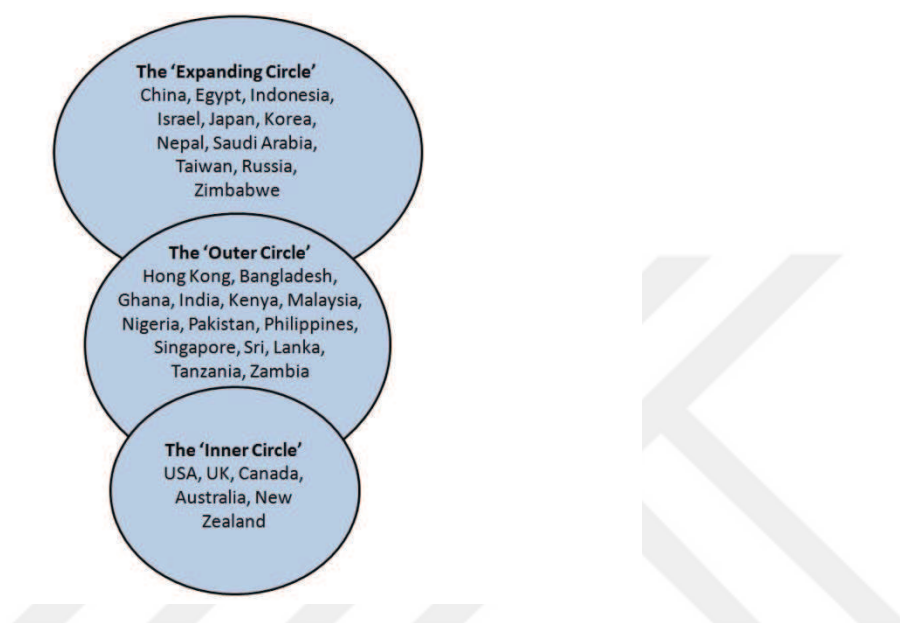 The ‘Expanding Circle’
China, Egypt, Indonesia,
Israel, Japan, Korea,
Nepal, Saudi Arabia,
Taiwan, Russia,
Zimbabwe
The ‘Outer Circle’
Hong Kong, Bangladesh,
Ghana, India, Kenya, Malaysia,
Nigeria, Pakistan, Philippines,
Singapore, Sri, Lanka,
Tanzania, Zambia
The ‘Inner Circle’
USA, UK, Canada,
Australia, New
Zealand